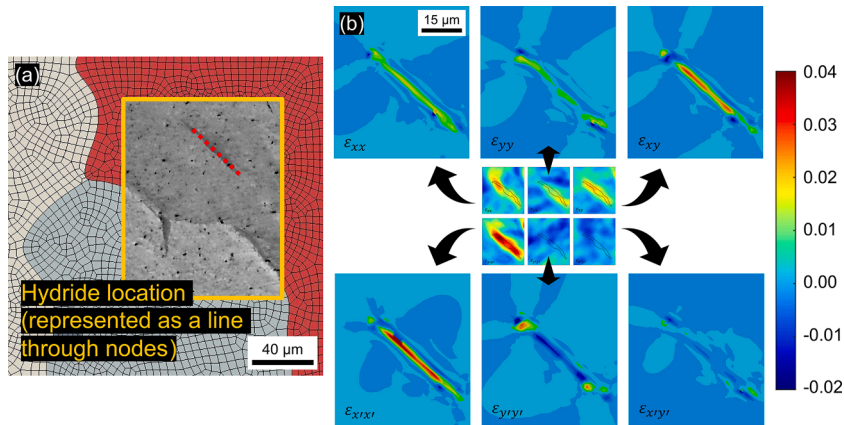 (a)
Hydride location
(represented as a line
through nodes)
40 µm
(b)
15 µm
εxx
εyy
εxy
εx′x′
εy′y′
εx′y′
0.04
0.03
0.02
0.01
0.00
-0.01
-0.02